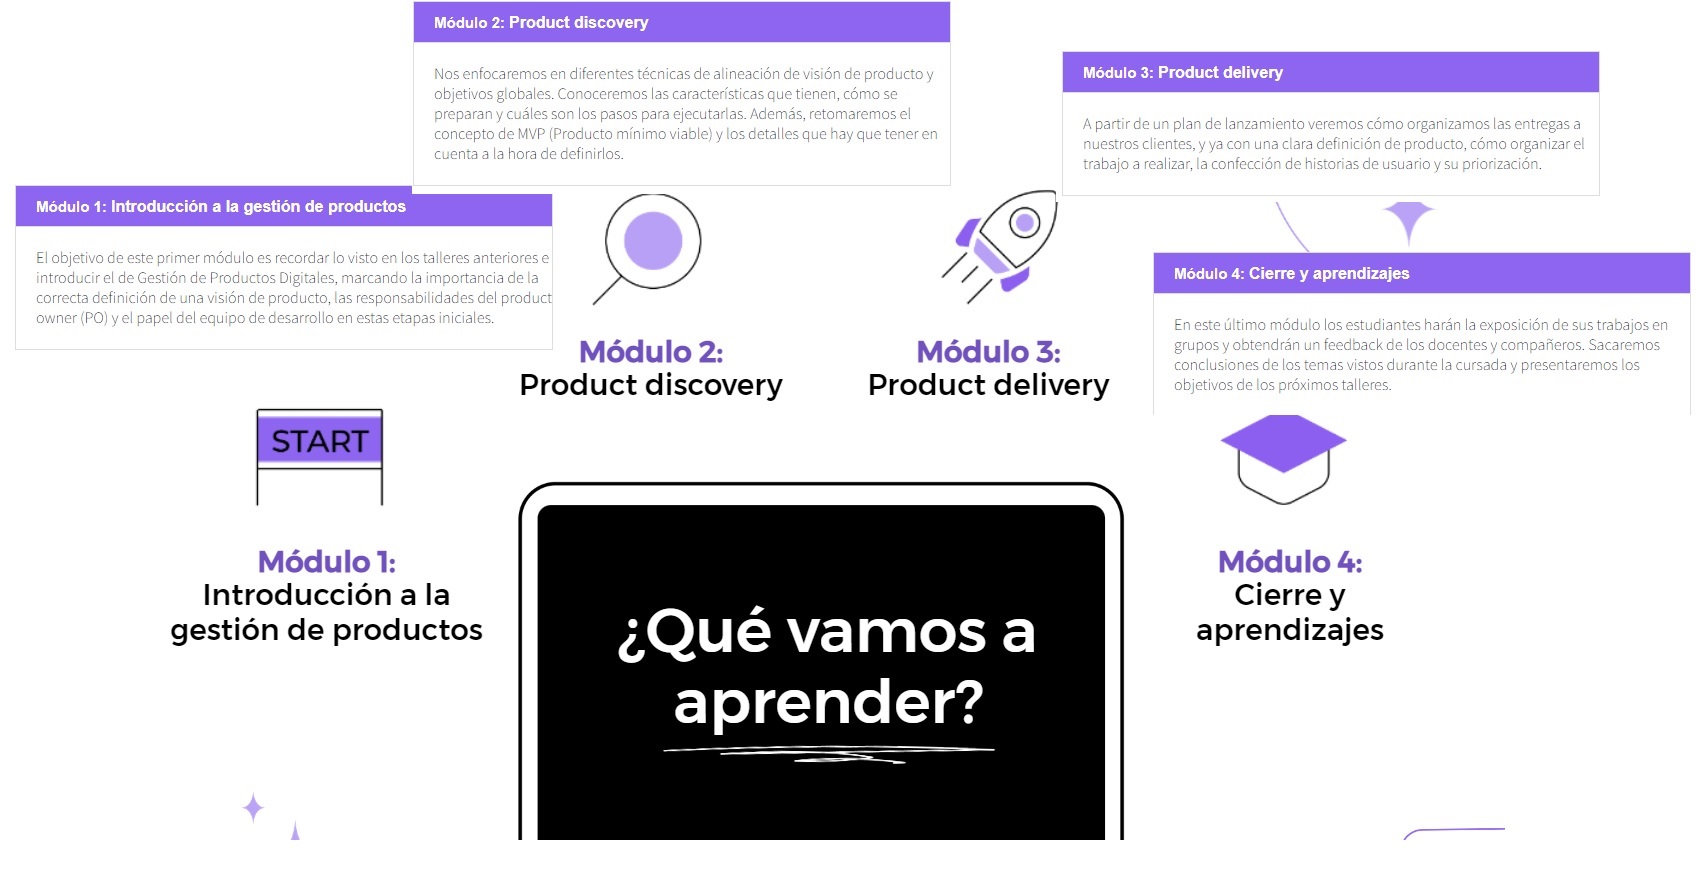 Módulo 2: Product discovery
Nos enfocaremos en diferentes técnicas de alineación de visión de producto y
objetivos globales. Conoceremos las características que tienen, cómo se
preparan y cuáles son los pasos para ejecutarlas. Además, retomaremos el
concepto de MVP (Producto mínimo viable) y los detalles que hay que tener en
cuenta a la hora de definirlos.
Módulo 3: Product delivery
A partir de un plan de lanzamiento veremos cómo organizamos las entregas a
nuestros clientes, y ya con una clara definición de producto, cómo organizar el
trabajo a realizar, la confección de historias de usuario y su priorización.
Módulo 1: Introducción a la gestión de productos
El objetivo de este primer módulo es recordar lo visto en los talleres anteriores e
introducir el de Gestión de Productos Digitales, marcando la importancia de la
correcta definición de una visión de producto, las responsabilidades del product
owner (PO) y el papel del equipo de desarrollo en estas etapas iniciales.
Módulo 4: Cierre y aprendizajes
En este último módulo los estudiantes harán la exposición de sus trabajos en
grupos y obtendrán un feedback de los docentes y compañeros. Sacaremos
conclusiones de los temas vistos durante la cursada y presentaremos los
objetivos de los próximos talleres.
Módulo 2:
Product discovery
Módulo 3:
Product delivery
START
Módulo 1:
Introducción a la
gestión de productos
Módulo 4:
Cierre y
aprendizajes
¿Qué vamos a
aprender?